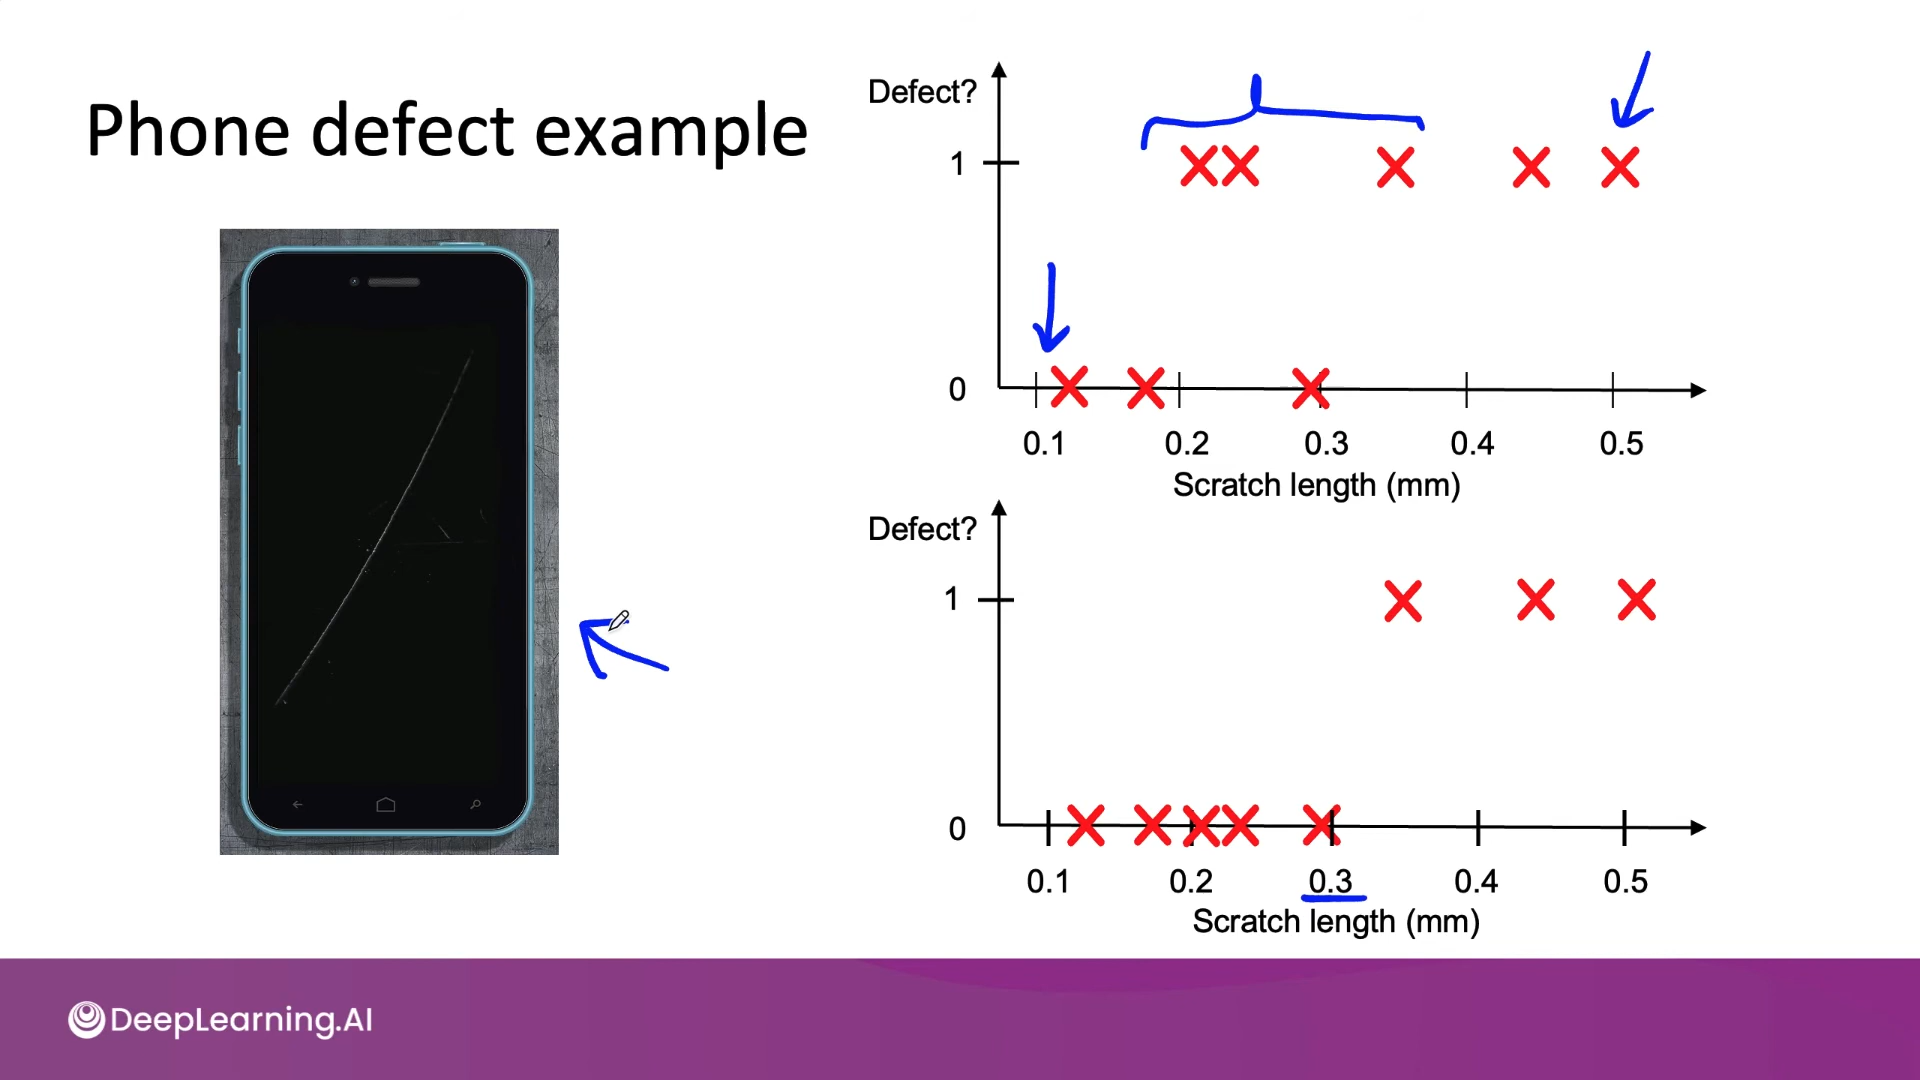 Phone defect example
Defect?
1
0
0.1 0.2 0.3 0.4 0.5
Scratch length (mm)
Defect?
1
0
0.1 0.2 0.3 0.4 0.5
Scratch length (mm)
DeepLearning.AI